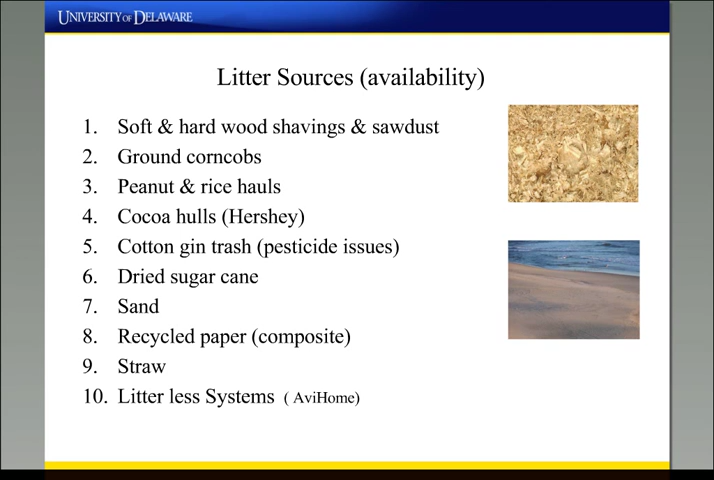 UNIVERSITY OF DELAWARE
Litter Sources (availability)
1. Soft & hard wood shavings & sawdust
2. Ground corncobs
3. Peanut & rice hauls
4. Cocoa hulls (Hershey)
5. Cotton gin trash (pesticide issues)
6. Dried sugar cane
7. Sand
8. Recycled paper (composite)
9. Straw
10. Litter less Systems ( AviHome)